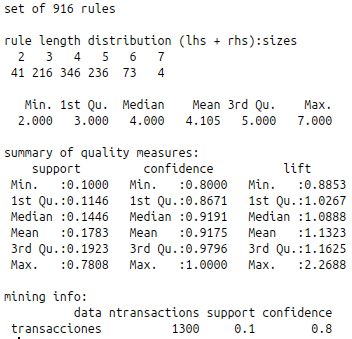 set of 916 rules
rule length distribution (lhs + rhs):sizes
2 3 4 5 6 7
41 216 346 236 73 4
Min. 1st Qu. Median Mean 3rd Qu. Max.
2.000 3.000 4.000 4.105 5.000 7.000
summary of quality measures:
support confidence lift
Min. :0.1000 Min. :0.8000 Min. :0.8853
1st Qu.:0.1146 1st Qu.:0.8671 1st Qu.:1.0267
Median :0.1446 Median :0.9191 Median :1.0888
Mean :0.1783 Mean :0.9175 Mean :1.1323
3rd Qu.:0.1923 3rd Qu.:0.9796 3rd Qu.:1.1625
Max. :0.7808 Max. :1.0000 Max. :2.2688
mining info:
data ntransactions support confidence
transacciones 1300 0.1 0.8